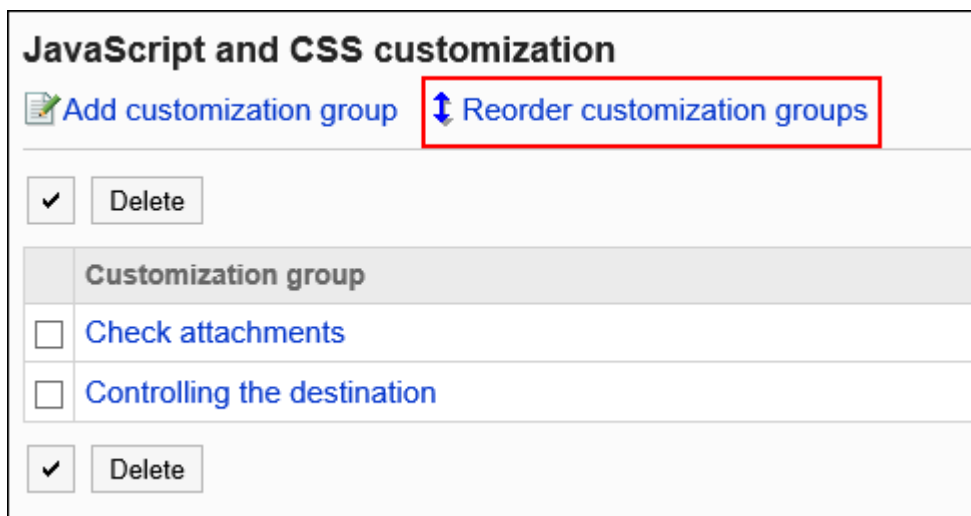 JavaScript and CSS customization
Add customization group Reorder customization groups
Delete
Customization group
Check attachments
Controlling the destination
Delete